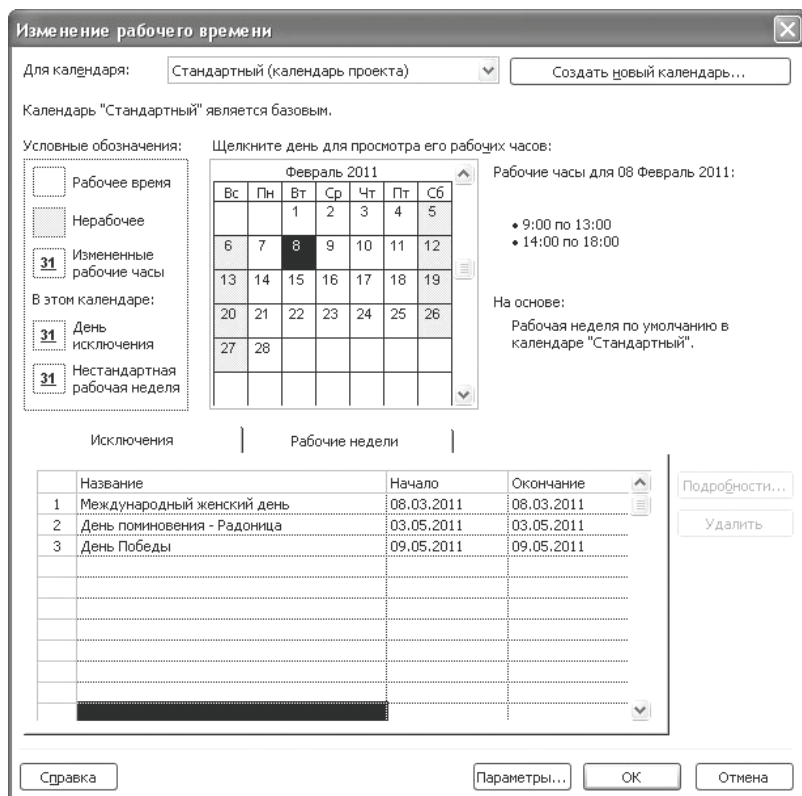 Изменение рабочего времени
Для календаря: Стандартный (календарь проекта) Создать новый календарь...
Календарь "Стандартный" является базовым.
Условные обозначения:
Рабочее время
Нерабочее
31 Измененные
рабочие часы
В этом календаре:
31 День
исключения
31 Нестандартная
рабочая неделя
Щелкните день для просмотра его рабочих часов:
Февраль 2011
Вс Пн Вт Ср Чт Пт Сб
1 2 3 4 5
6 7 8 9 10 11 12
13 14 15 16 17 18 19
20 21 22 23 24 25 26
27 28
Рабочие часы для 08 Февраль 2011:
• 9:00 по 13:00
• 14:00 по 18:00
На основе:
Рабочая неделя по умолчанию в
календаре "Стандартный".
Исключения Рабочие недели
Название Начало Окончание
1 Международный женский день 08.03.2011 08.03.2011
2 День поминовения - Радоница 03.05.2011 03.05.2011
3 День Победы 09.05.2011 09.05.2011
Подробности...
Удалить
Справка Параметры... ОК Отмена